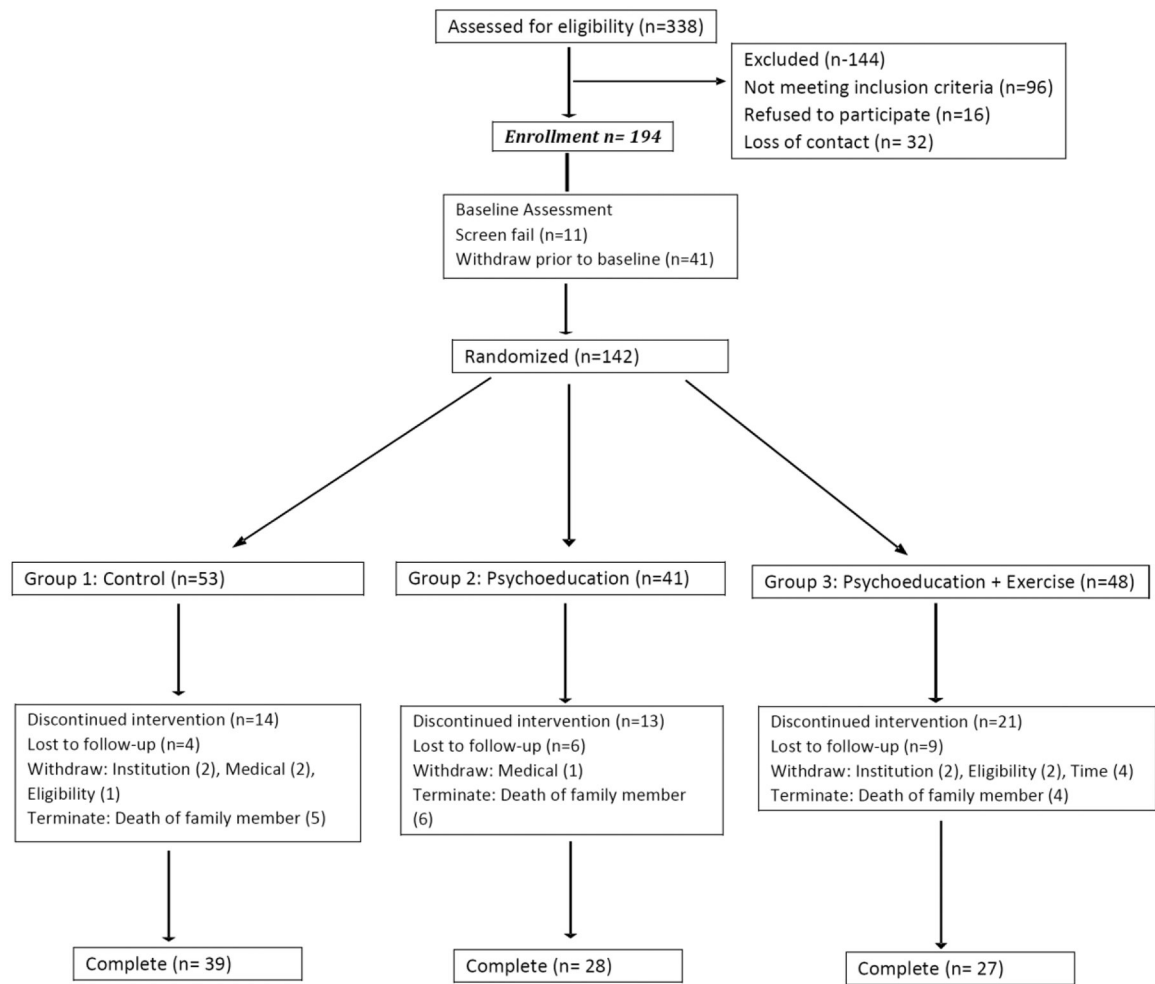 Assessed for eligibility (n=338)
Excluded (n-144)
Not meeting inclusion criteria (n=96)
Refused to participate (n=16)
Loss of contact (n= 32)
Enrollment n= 194
Baseline Assessment
Screen fail (n=11)
Withdraw prior to baseline (n=41)
Randomized (n=142)
Group 1: Control (n=53)
Group 2: Psychoeducation (n=41)
Group 3: Psychoeducation + Exercise (n=48)
Discontinued intervention (n=14)
Lost to follow-up (n=4)
Withdraw: Institution (2), Medical (2),
Eligibility (1)
Terminate: Death of family member (5)
Discontinued intervention (n=13)
Lost to follow-up (n=6)
Withdraw: Medical (1)
Terminate: Death of family member
(6)
Discontinued intervention (n=21)
Lost to follow-up (n=9)
Withdraw: Institution (2), Eligibility (2), Time (4)
Terminate: Death of family member (4)
Complete (n= 39)
Complete (n= 28)
Complete (n= 27)